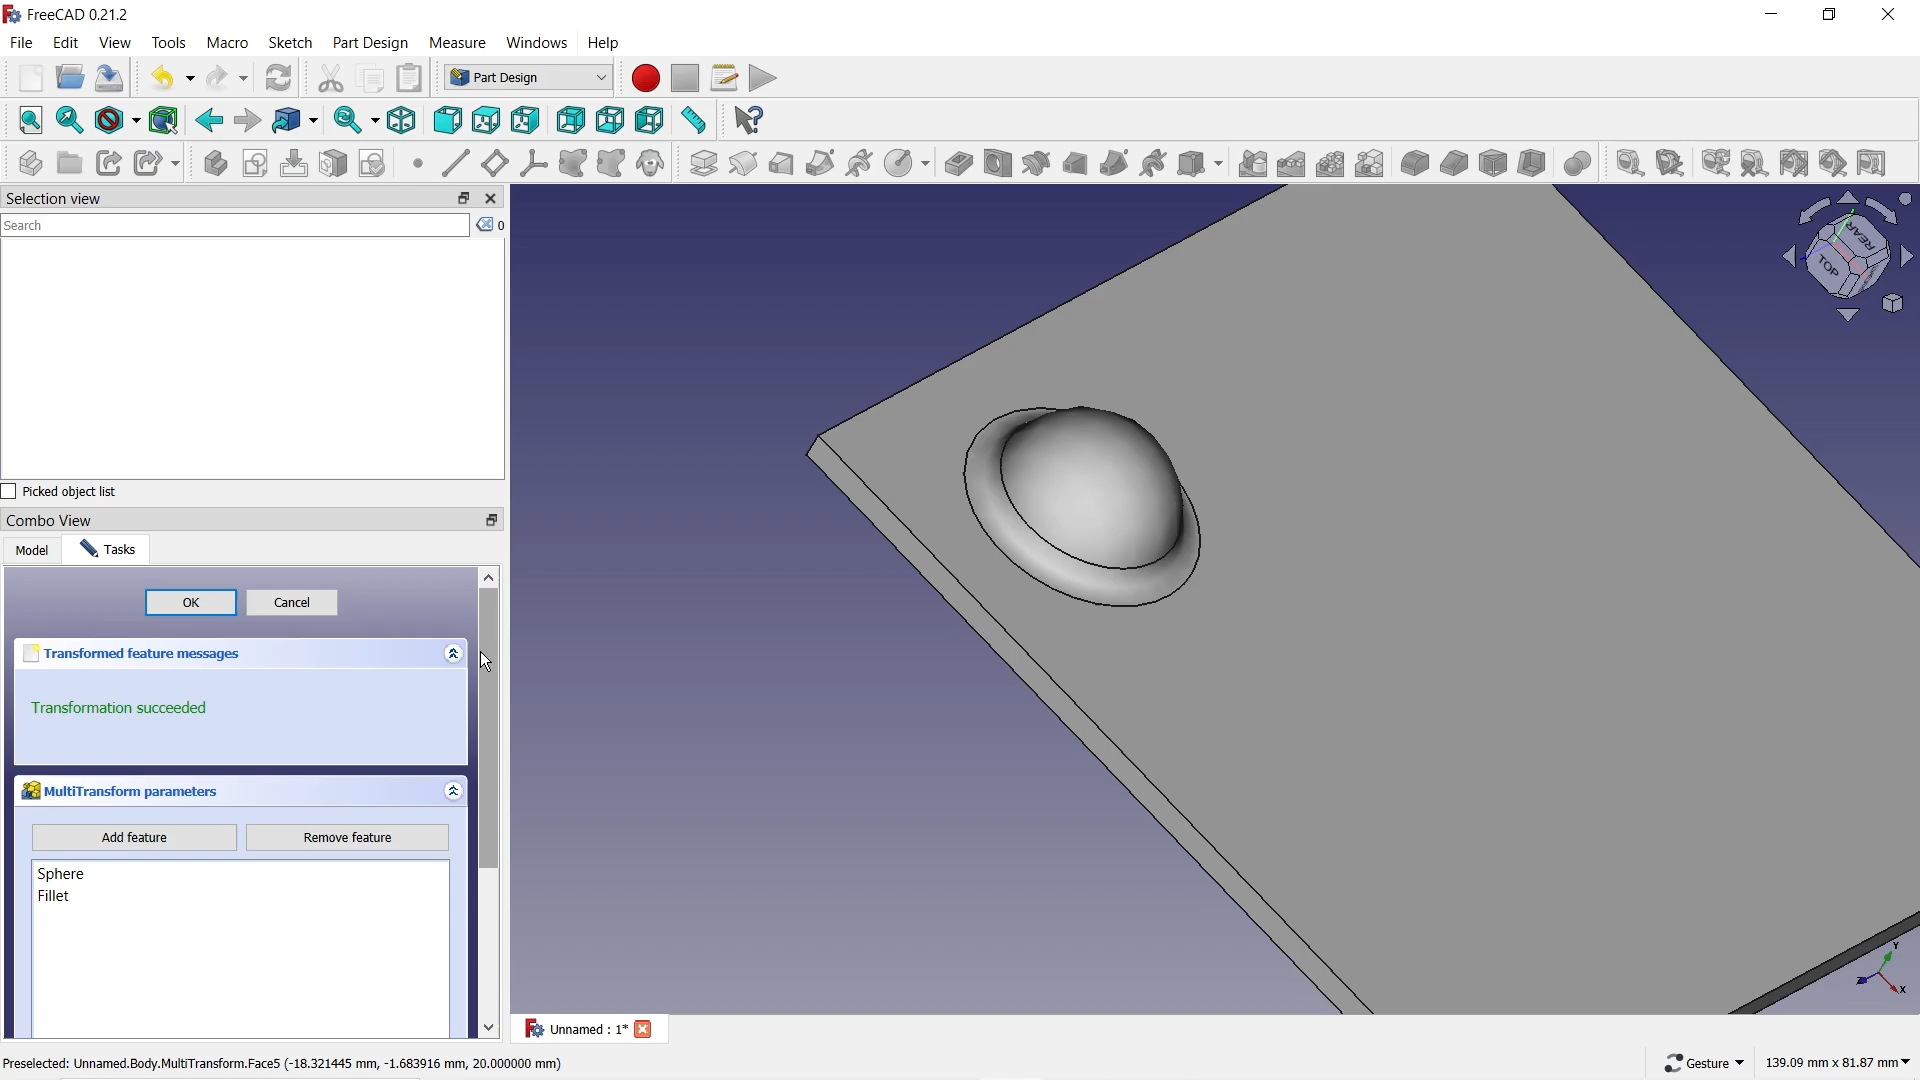 FreeCAD 0.21.2
File Edit View Tools Macro Sketch Part Design Measure Windows Help
Part Design
Selection view
Search
0
Picked object list
Combo View
Model Tasks
OK Cancel
Transformed feature messages
Transformation succeeded
MultiTransform parameters
Add feature Remove feature
Sphere
Fillet
TOP REAR
Y
Z X
Unnamed : 1*
Preselected: Unnamed.Body.MultiTransform.Face5 (-18.321445 mm, -1.683916 mm, 20.000000 mm)
Gesture 139.09 mm x 81.87 mm